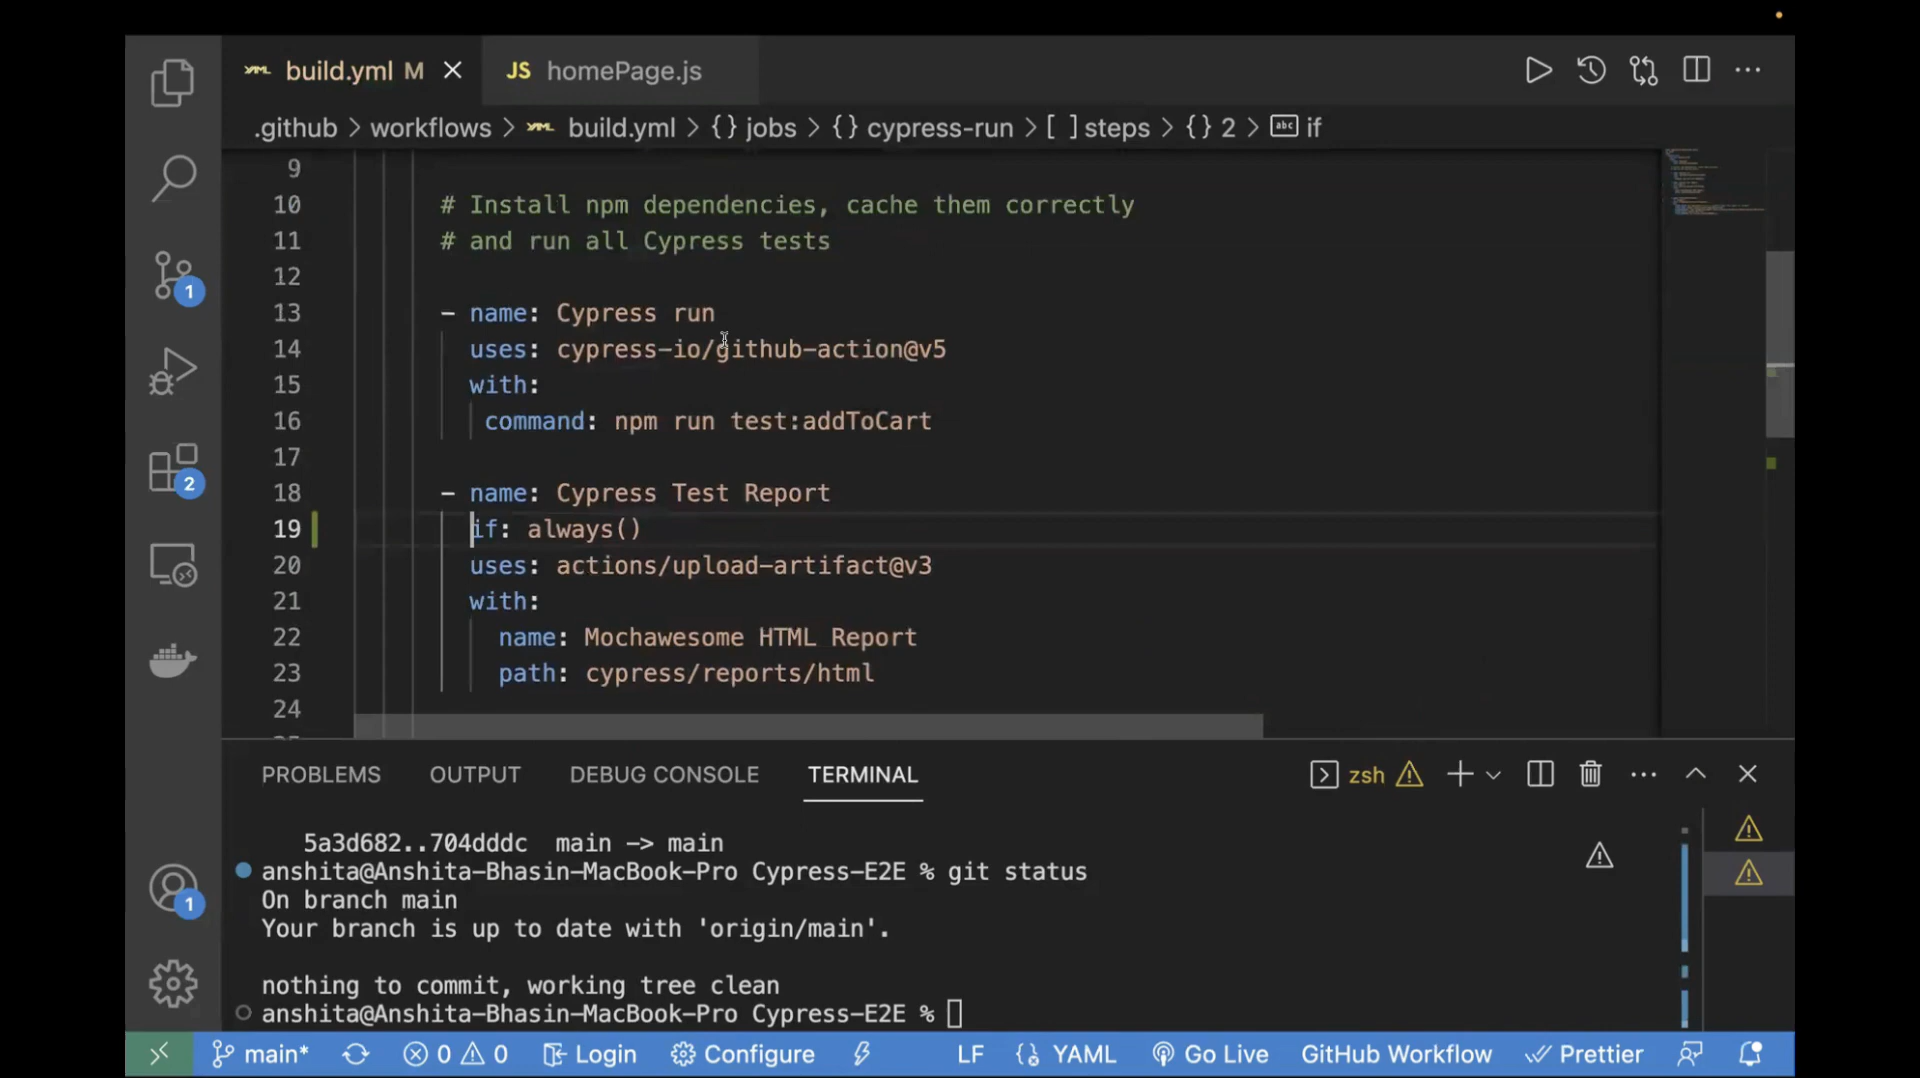 build.yml M
JS homePage.js
.github > workflows > build.yml > {} jobs > {} cypress-run > [ ] steps > {} 2 > abc if
9
10 # Install npm dependencies, cache them correctly
11 # and run all Cypress tests
12
13 - name: Cypress run
14 uses: cypress-io/github-action@v5
15 with:
16 command: npm run test:addToCart
17
18 - name: Cypress Test Report
19 if: always()
20 uses: actions/upload-artifact@v3
21 with:
22 name: Mochawesome HTML Report
23 path: cypress/reports/html
24
1
2
1
PROBLEMS OUTPUT DEBUG CONSOLE TERMINAL zsh
5a3d682..704dddc main -> main
anshita@Anshita-Bhasin-MacBook-Pro Cypress-E2E % git status
On branch main
Your branch is up to date with 'origin/main'.
nothing to commit, working tree clean
anshita@Anshita-Bhasin-MacBook-Pro Cypress-E2E %
main* 0 0 Login Configure LF {} YAML Go Live GitHub Workflow Prettier